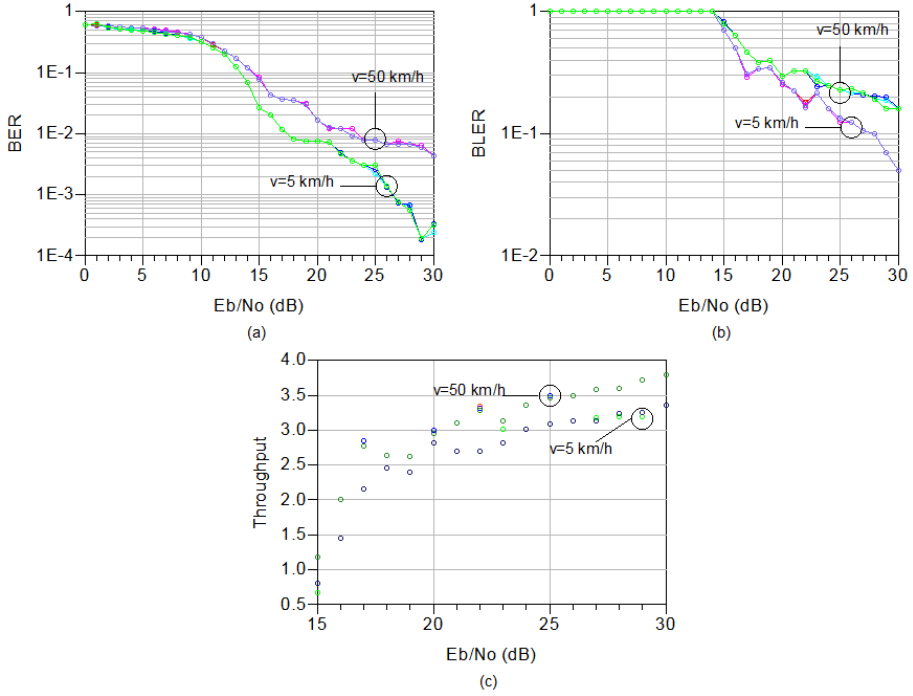 1
1E-1
1E-2
1E-3
1E-4
BER
v=50 km/h
v=5 km/h
0 5 10 15 20 25 30
Eb/No (dB)
(a)
1
1E-1
1E-2
BLER
v=50 km/h
v=5 km/h
0 5 10 15 20 25 30
Eb/No (dB)
(b)
4.0
3.5
3.0
2.5
2.0
1.5
1.0
0.5
Throughput
v=50 km/h
v=5 km/h
15 20 25 30
Eb/No (dB)
(c)